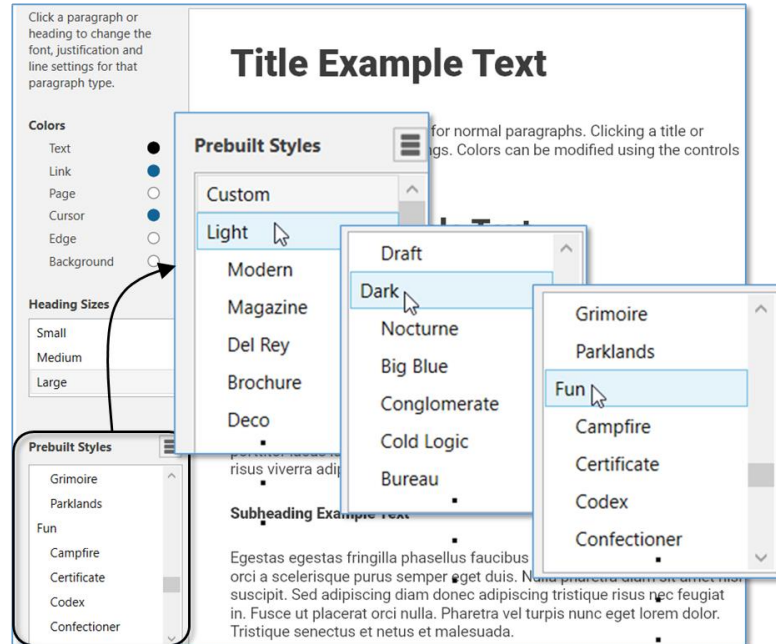 Click a paragraph or
heading to change the
font, justification and
line settings for that
paragraph type.
Colors
Text
Link
Page
Cursor
Edge
Background
Heading Sizes
Small
Medium
Large
Prebuilt Styles
Grimoire
Parklands
Fun
Campfire
Certificate
Codex
Confectioner
Title Example Text
for normal paragraphs. Clicking a title or
Colors can be modified using the controls
Text
Prebuilt Styles
Custom
Light
Modern
Magazine
Del Rey
Brochure
Deco
Draft
Dark
Nocturne
Big Blue
Conglomerate
Cold Logic
Bureau
Grimoire
Parklands
Fun
Campfire
Certificate
Codex
Confectioner
risus viverra
Subheading Example Text
Egestas egestas fringilla phasellus faucibus
orci a scelerisque purus semper eget duis. Nulla pharetra diam sit amet nisl
suscipit. Sed adipiscing diam donec adipiscing tristique risus nec feugiat
in. Fusce ut placerat orci nulla. Pharetra vel turpis nunc eget lorem dolor.
Tristique senectus et netus et malesuada.